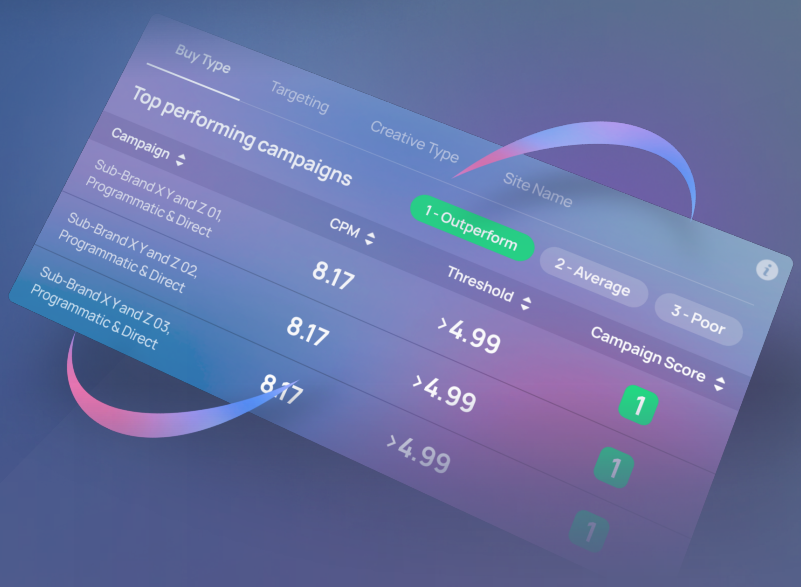 Buy Type
Targeting
Creative Type
Site Name
Top performing campaigns
1 - Outperform
2 - Average
3 - Poor
i
Campaign
CPM
Threshold
Campaign Score
Sub-Brand X Y and Z 01,
Programmatic & Direct
8.17
>4.99
1
Sub-Brand X Y and Z 02,
Programmatic & Direct
8.17
>4.99
1
Sub-Brand X Y and Z 03,
Programmatic & Direct
8.17
>4.99
1